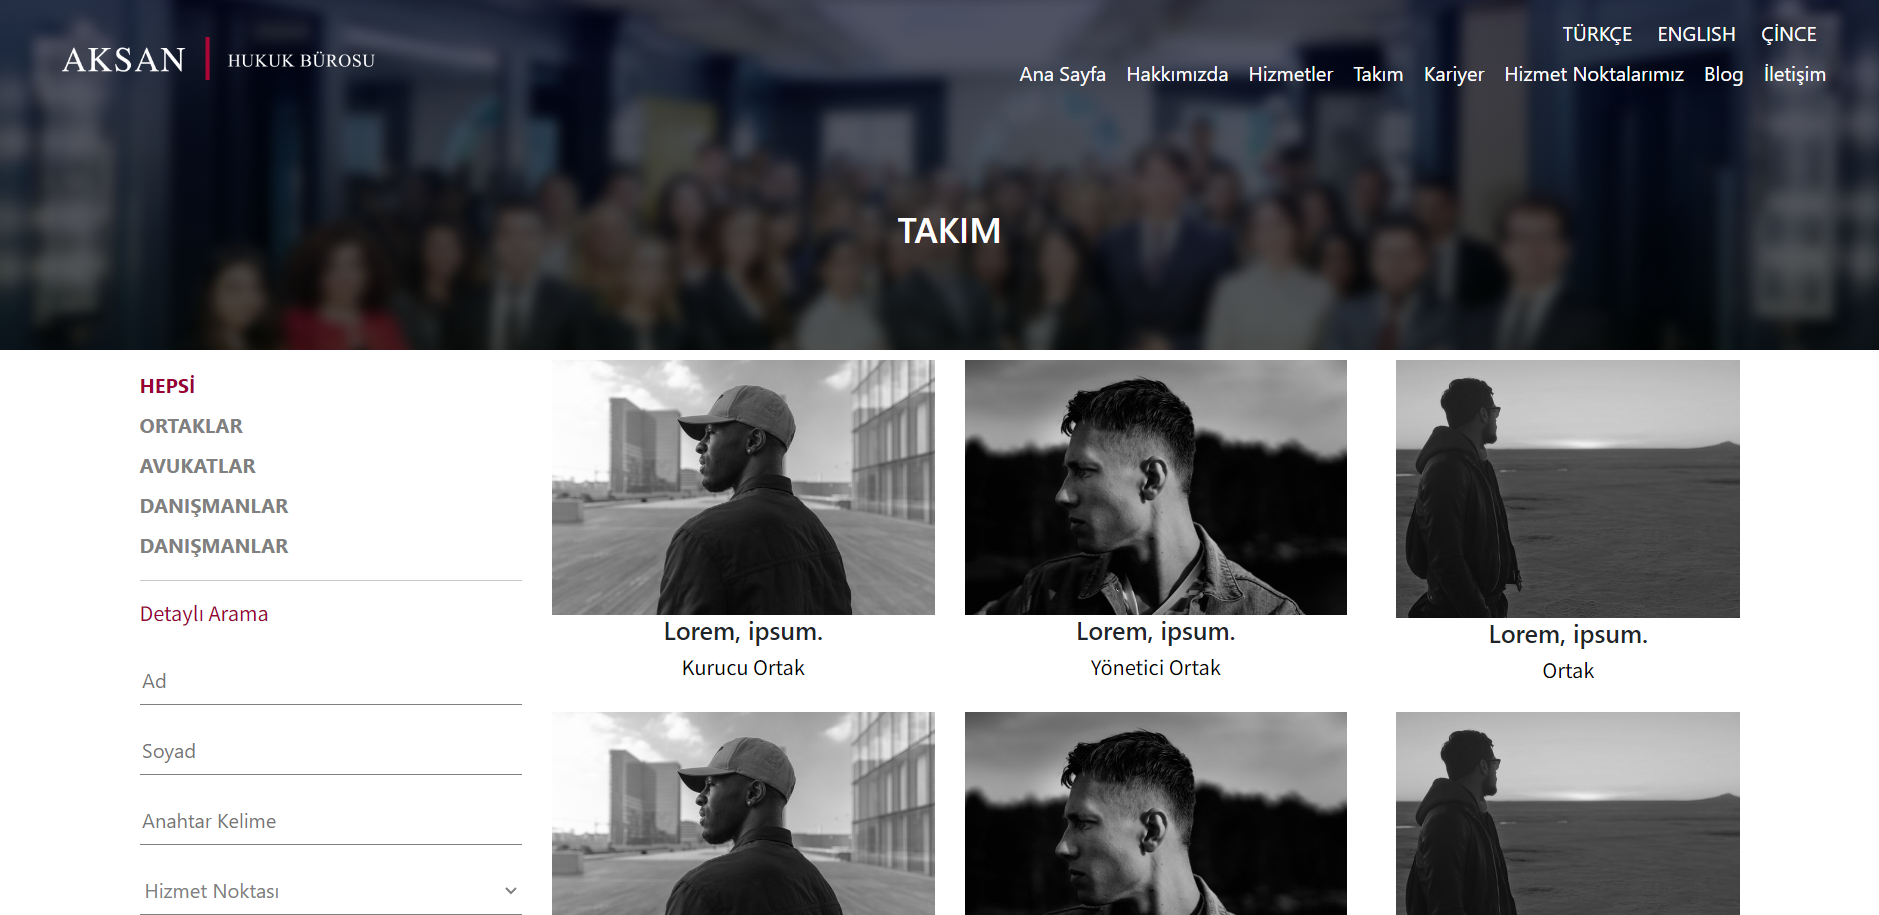 TÜRKÇE ENGLISH ÇİNCE
AKSAN | HUKUK BÜROSU
Ana Sayfa Hakkımızda Hizmetler Takım Kariyer Hizmet Noktalarımız Blog İletişim
TAKIM
HEPSİ
ORTAKLAR
AVUKATLAR
DANIŞMANLAR
DANIŞMANLAR
Detaylı Arama
Ad
Soyad
Anahtar Kelime
Hizmet Noktası
Lorem, ipsum.
Kurucu Ortak
Lorem, ipsum.
Yönetici Ortak
Lorem, ipsum.
Ortak